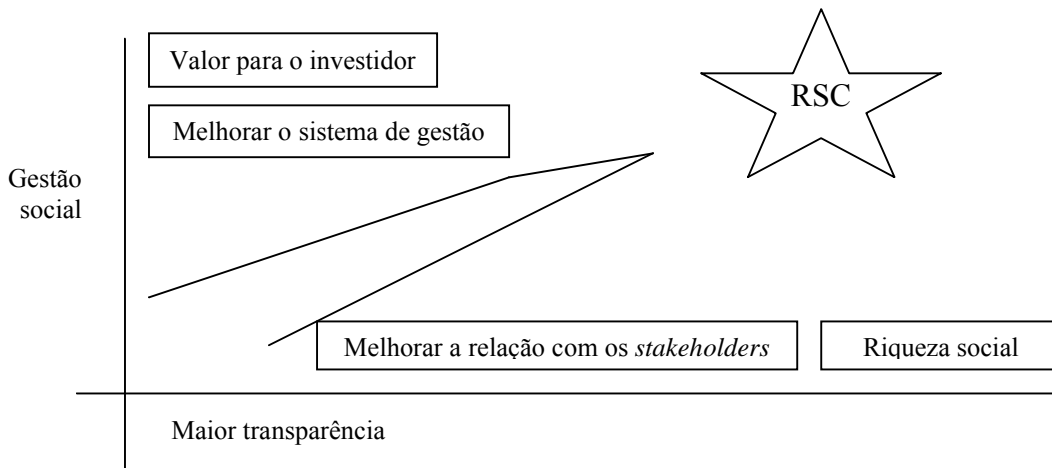 Valor para o investidor
RSC
Melhorar o sistema de gestão
Gestão
social
Melhorar a relação com os stakeholders
Riqueza social
Maior transparência